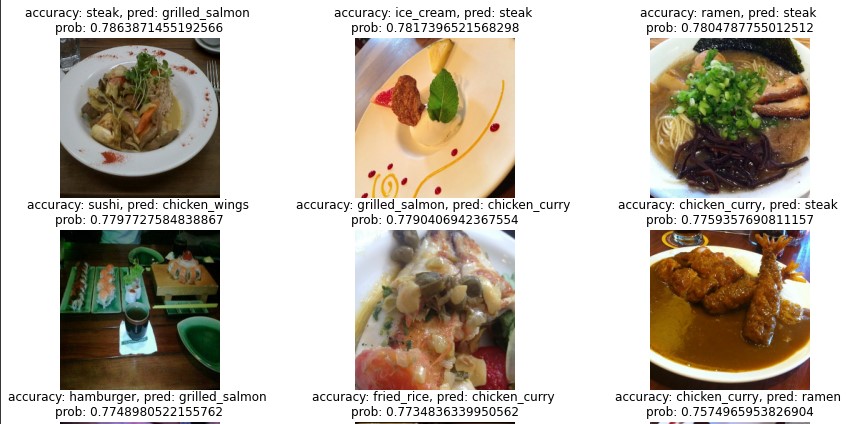 accuracy: steak, pred: grilled_salmon
prob: 0.7863871455192566
accuracy: ice_cream, pred: steak
prob: 0.7817396521568298
accuracy: ramen, pred: steak
prob: 0.7804787755012512
accuracy: sushi, pred: chicken_wings
prob: 0.7797727584838867
accuracy: grilled_salmon, pred: chicken_curry
prob: 0.7790406942367554
accuracy: chicken_curry, pred: steak
prob: 0.7759357690811157
accuracy: hamburger, pred: grilled_salmon
prob: 0.7748980522155762
accuracy: fried_rice, pred: chicken_curry
prob: 0.7734836339950562
accuracy: chicken_curry, pred: ramen
prob: 0.7574965953826904